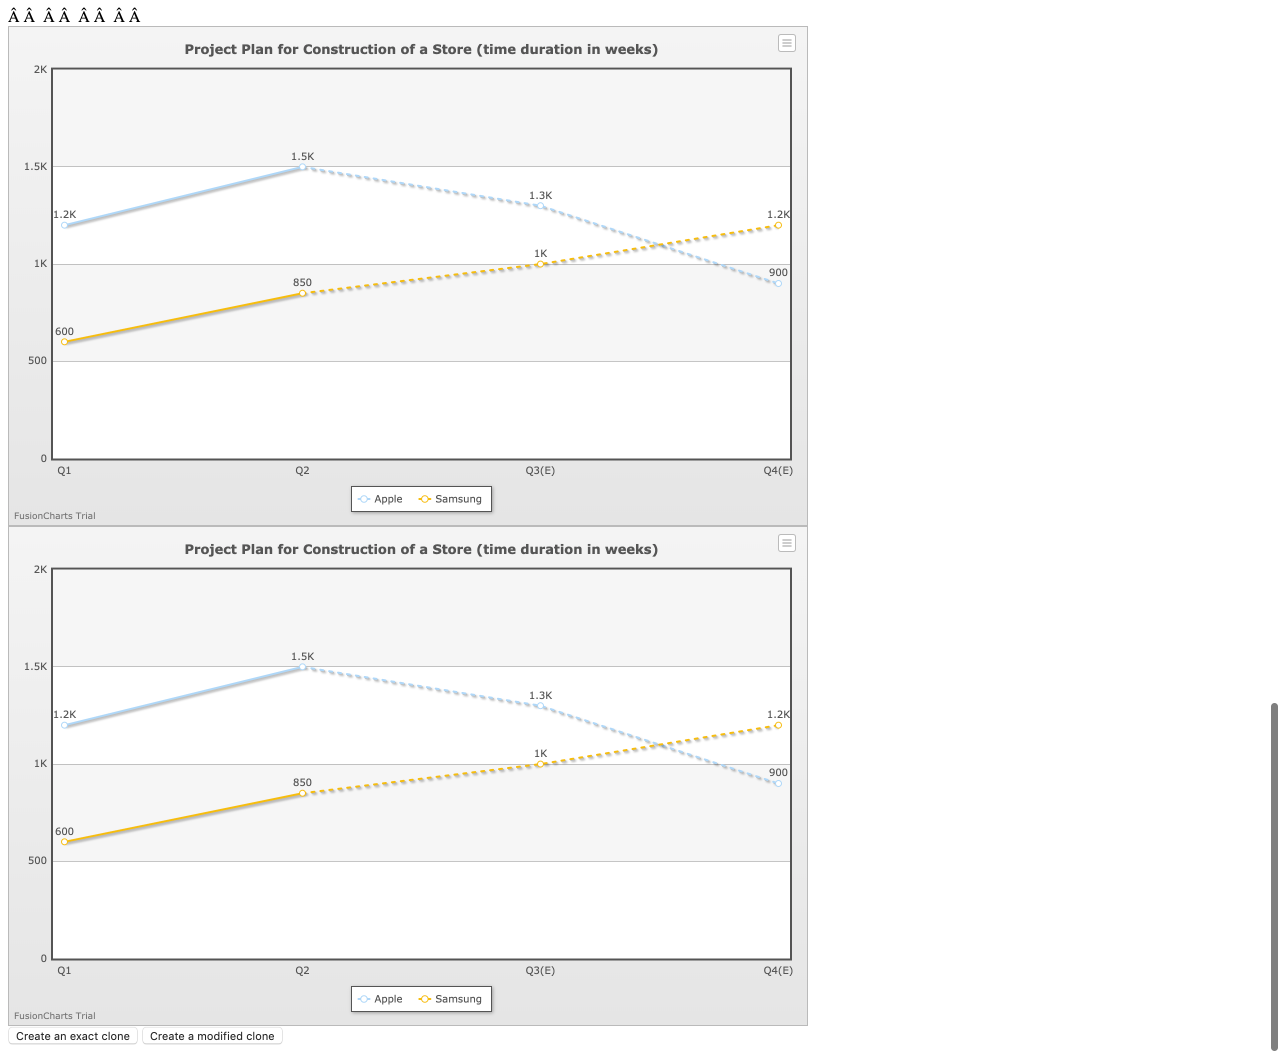 Â Â  Â Â  Â Â  Â Â
Project Plan for Construction of a Store (time duration in weeks)
2K
1.5K
1.5K
1.3K
1.2K
1.2K
1K
1K
900
850
600
500
0
Q1 Q2 Q3(E) Q4(E)
Apple Samsung
FusionCharts Trial
Project Plan for Construction of a Store (time duration in weeks)
2K
1.5K
1.5K
1.3K
1.2K
1.2K
1K
1K
900
850
600
500
0
Q1 Q2 Q3(E) Q4(E)
Apple Samsung
FusionCharts Trial
Create an exact clone Create a modified clone